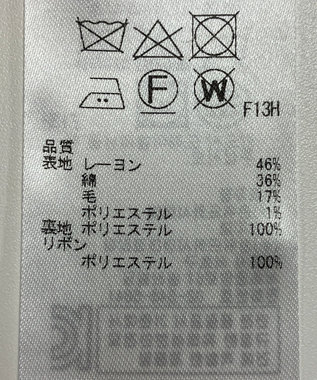 F W F13H
品質
表地 レーヨン 46%
綿 36%
毛 17%
ポリエステル 1%
裏地 ポリエステル 100%
リボン
ポリエステル 100%